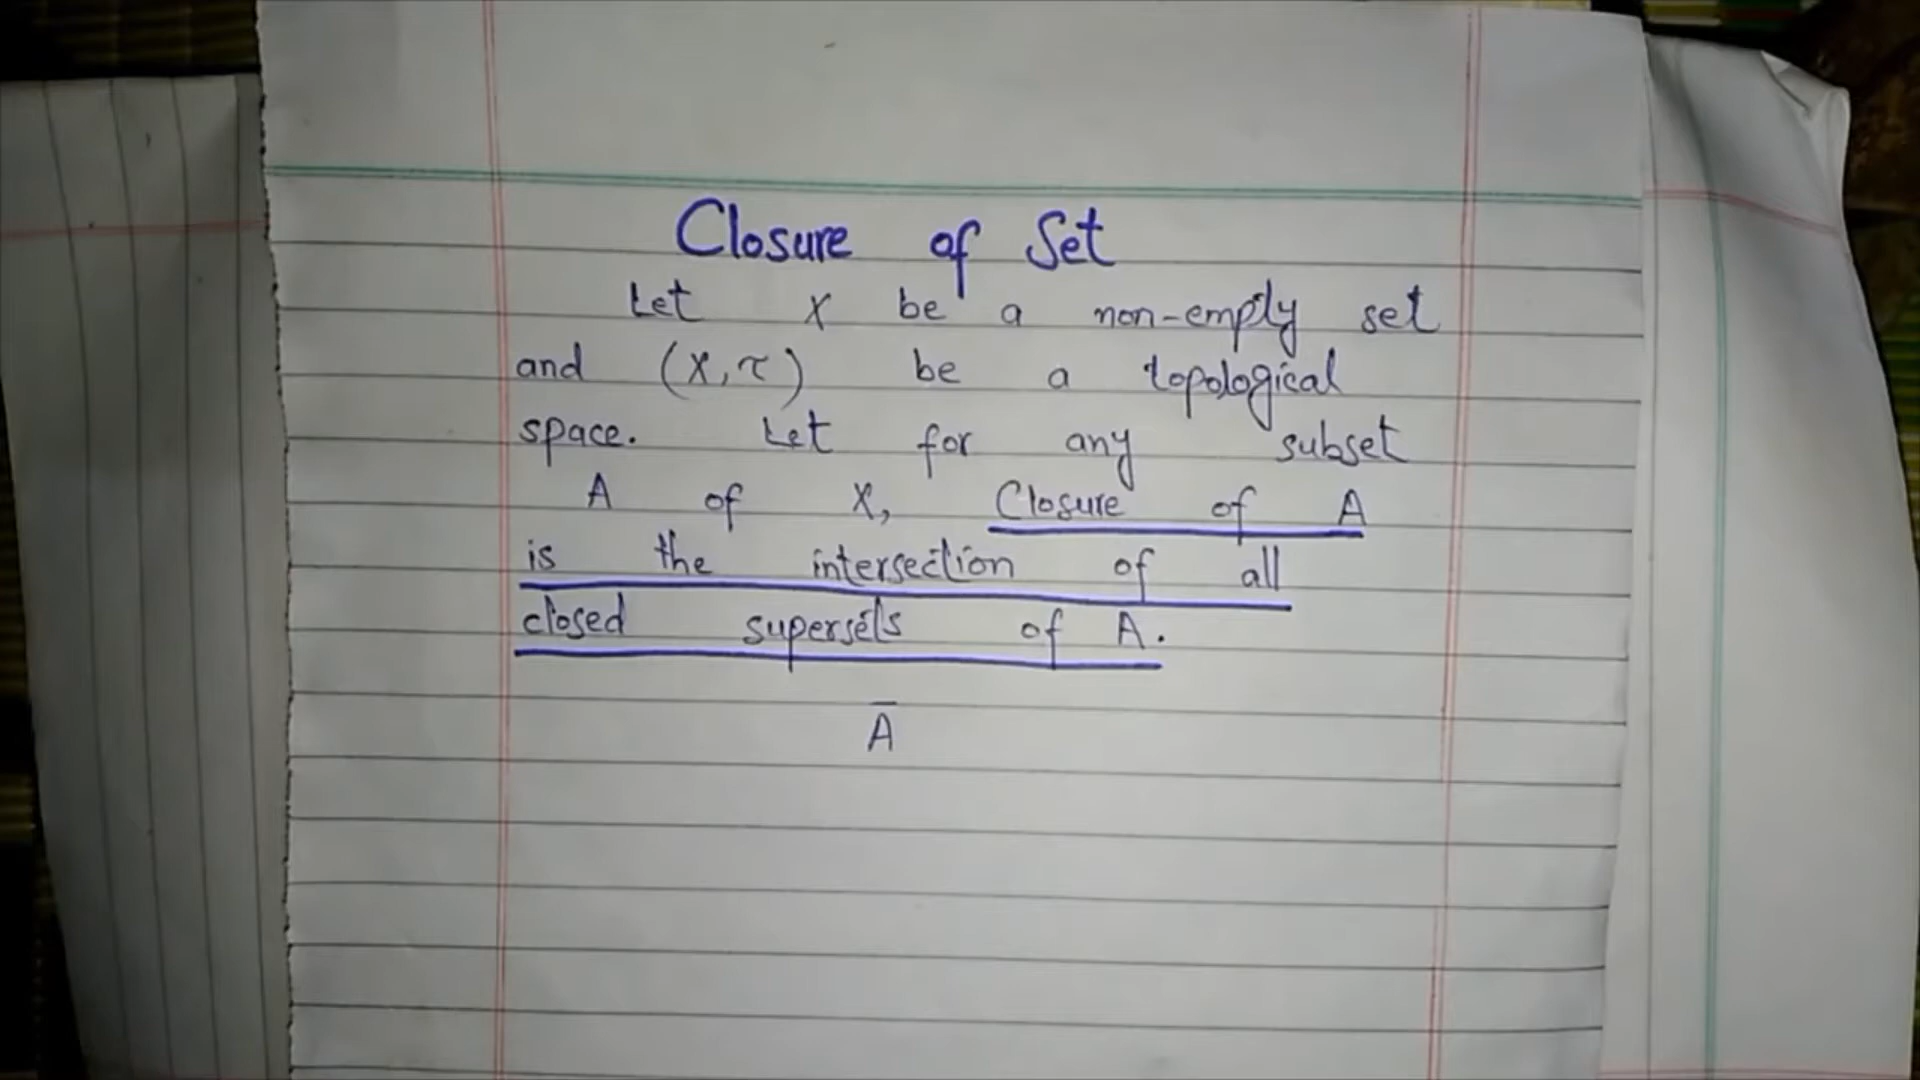 Closure of Set
Let X be a non-empty set
and (X, τ) be a topological
space. Let for any subset
A of X, Closure of A
is the intersection of all
closed supersets of A.
Ā